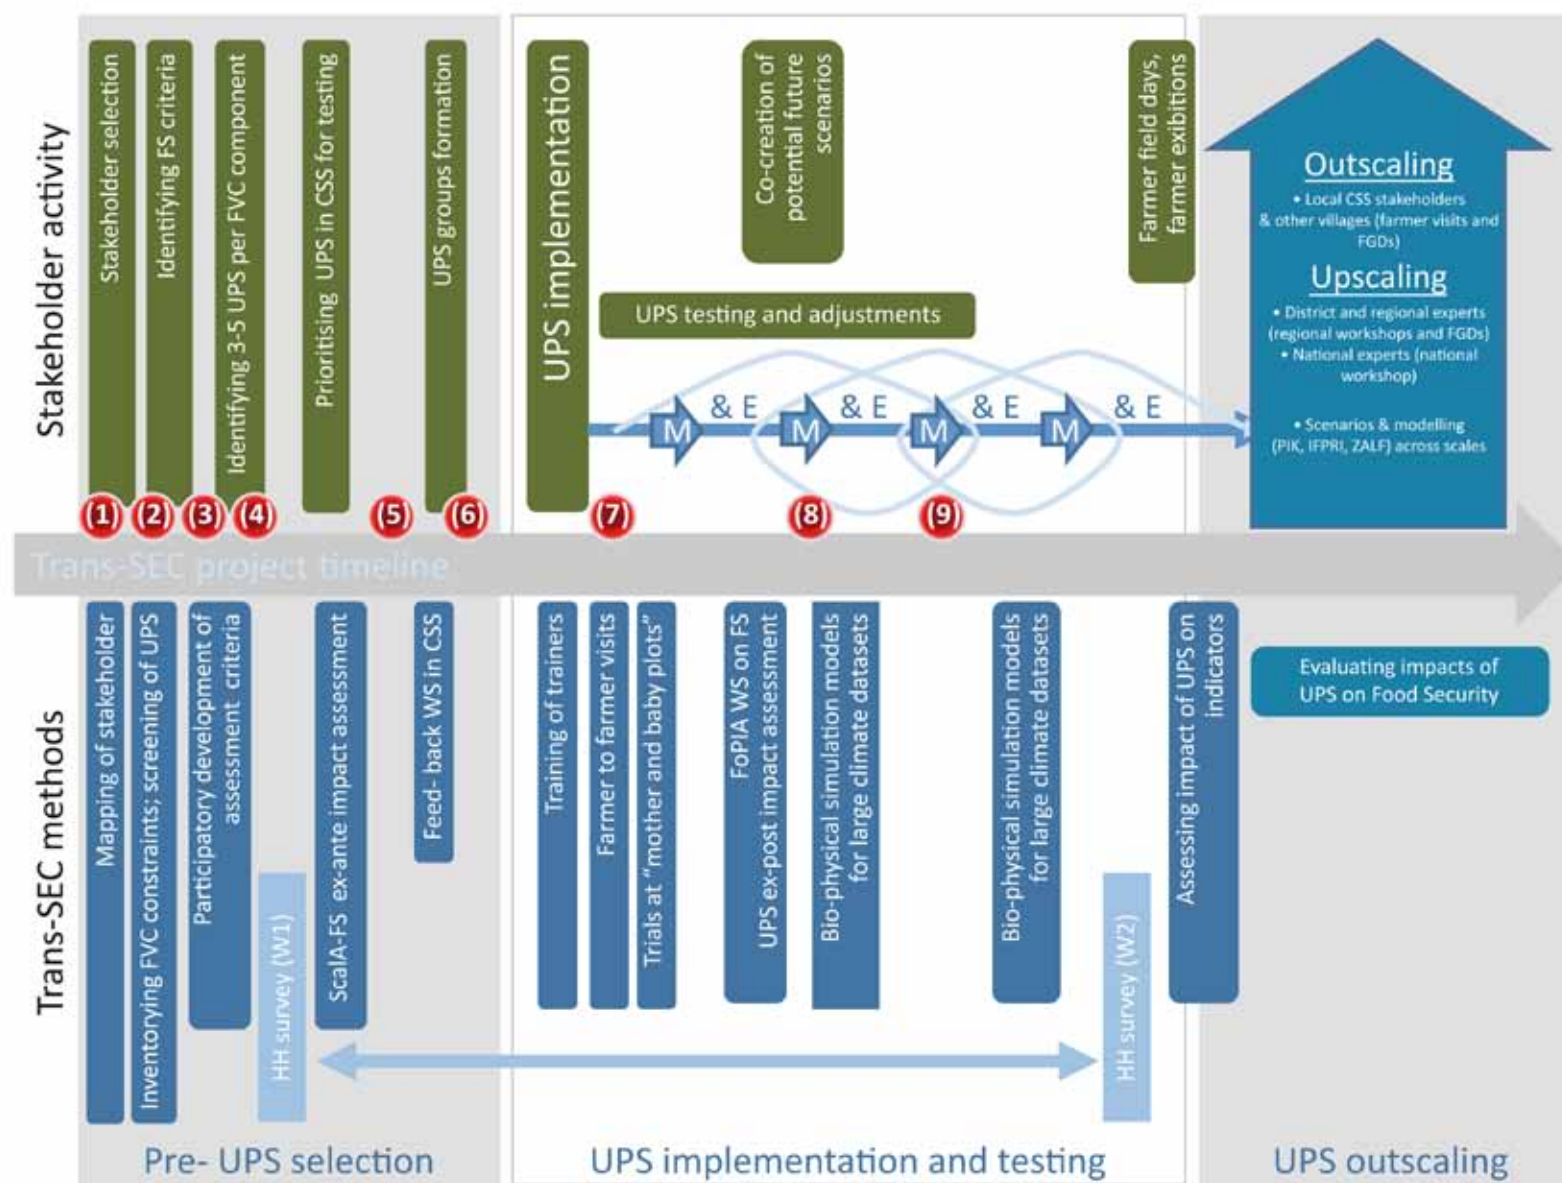 Stakeholder activity
Stakeholder selection
Identifying FS criteria
Identifying 3-5 UPS per FVC component
Prioritising UPS in CSS for testing
UPS groups formation
UPS implementation
Co-creation of
potential future
scenarios
Farmer field days,
farmer exibitions
UPS testing and adjustments
M
& E
M
& E
M
& E
M
& E
Outscaling
• Local CSS stakeholders
& other villages (farmer visits and
FGDs)
Upscaling
• District and regional experts
(regional workshops and FGDs)
• National experts (national
workshop)
• Scenarios & modelling
(PIK, IFPRI, ZALF) across scales
(1)
(2)
(3)
(4)
(5)
(6)
(7)
(8)
(9)
Trans-SEC project timeline
Trans-SEC methods
Mapping of stakeholder
Inventorying FVC constraints; screening of UPS
Participatory development of
assessment criteria
HH survey (W1)
ScalA-FS ex-ante impact assessment
Feed- back WS in CSS
Training of trainers
Farmer to farmer visits
Trials at “mother and baby plots”
FoPIA WS on FS
UPS ex-post impact assessment
Bio-physical simulation models
for large climate datasets
Bio-physical simulation models
for large climate datasets
HH survey (W2)
Assessing impact of UPS on
indicators
Evaluating impacts of
UPS on Food Security
Pre- UPS selection
UPS implementation and testing
UPS outscaling